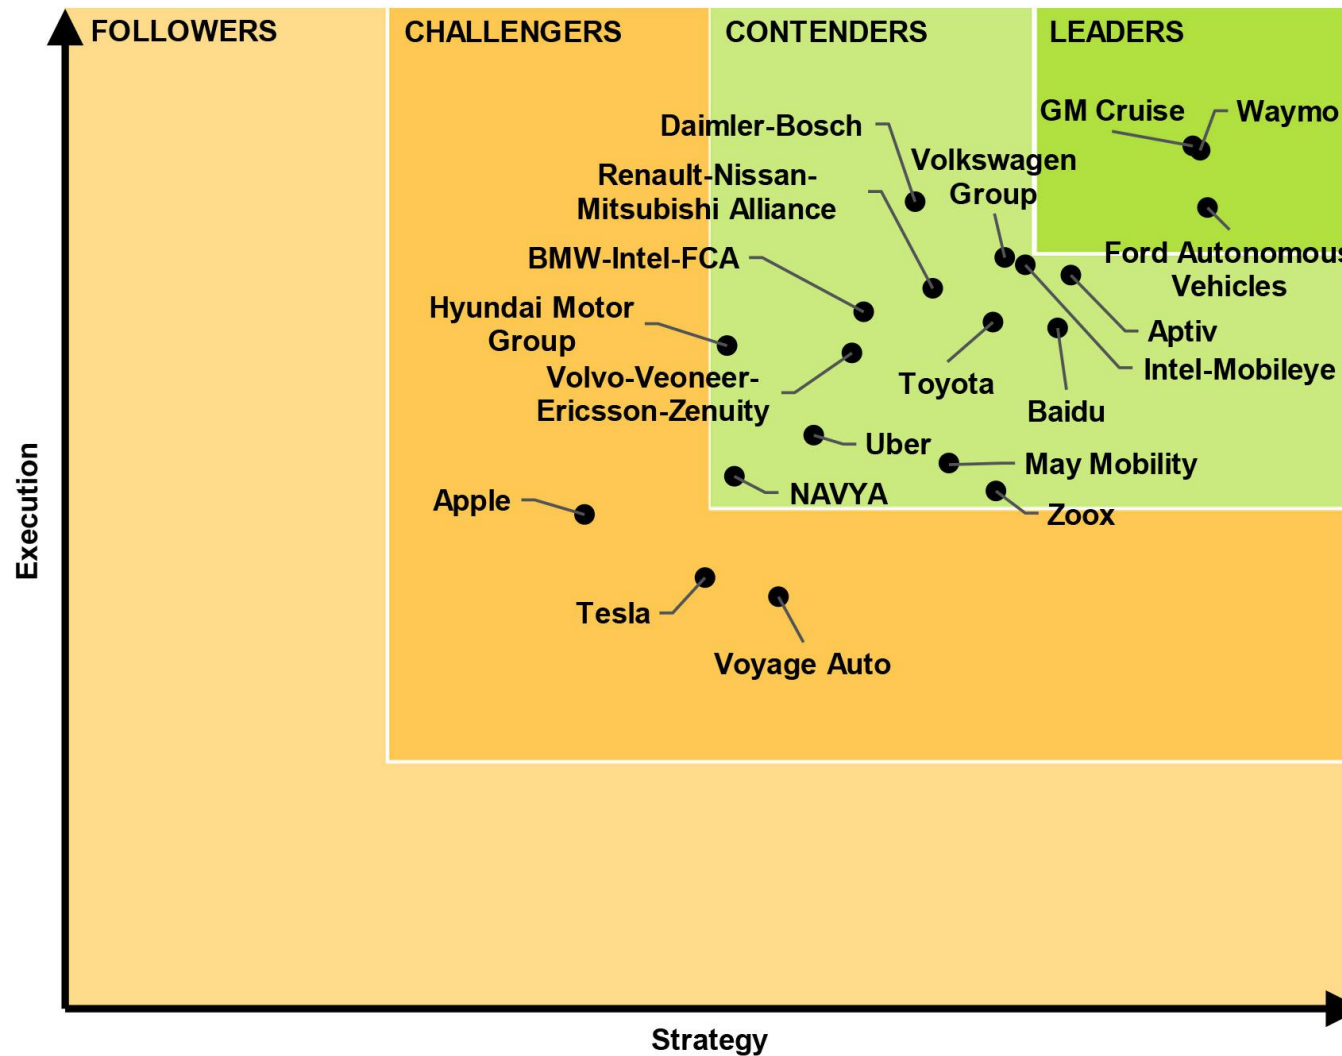 FOLLOWERS
CHALLENGERS
CONTENDERS
LEADERS
GM Cruise
Waymo
Daimler-Bosch
Volkswagen
Group
Renault-Nissan-
Mitsubishi Alliance
BMW-Intel-FCA
Ford Autonomous
Vehicles
Hyundai Motor
Group
Aptiv
Intel-Mobileye
Volvo-Veoneer-
Ericsson-Zenuity
Toyota
Baidu
Uber
May Mobility
NAVYA
Apple
Zoox
Tesla
Voyage Auto
Execution
Strategy